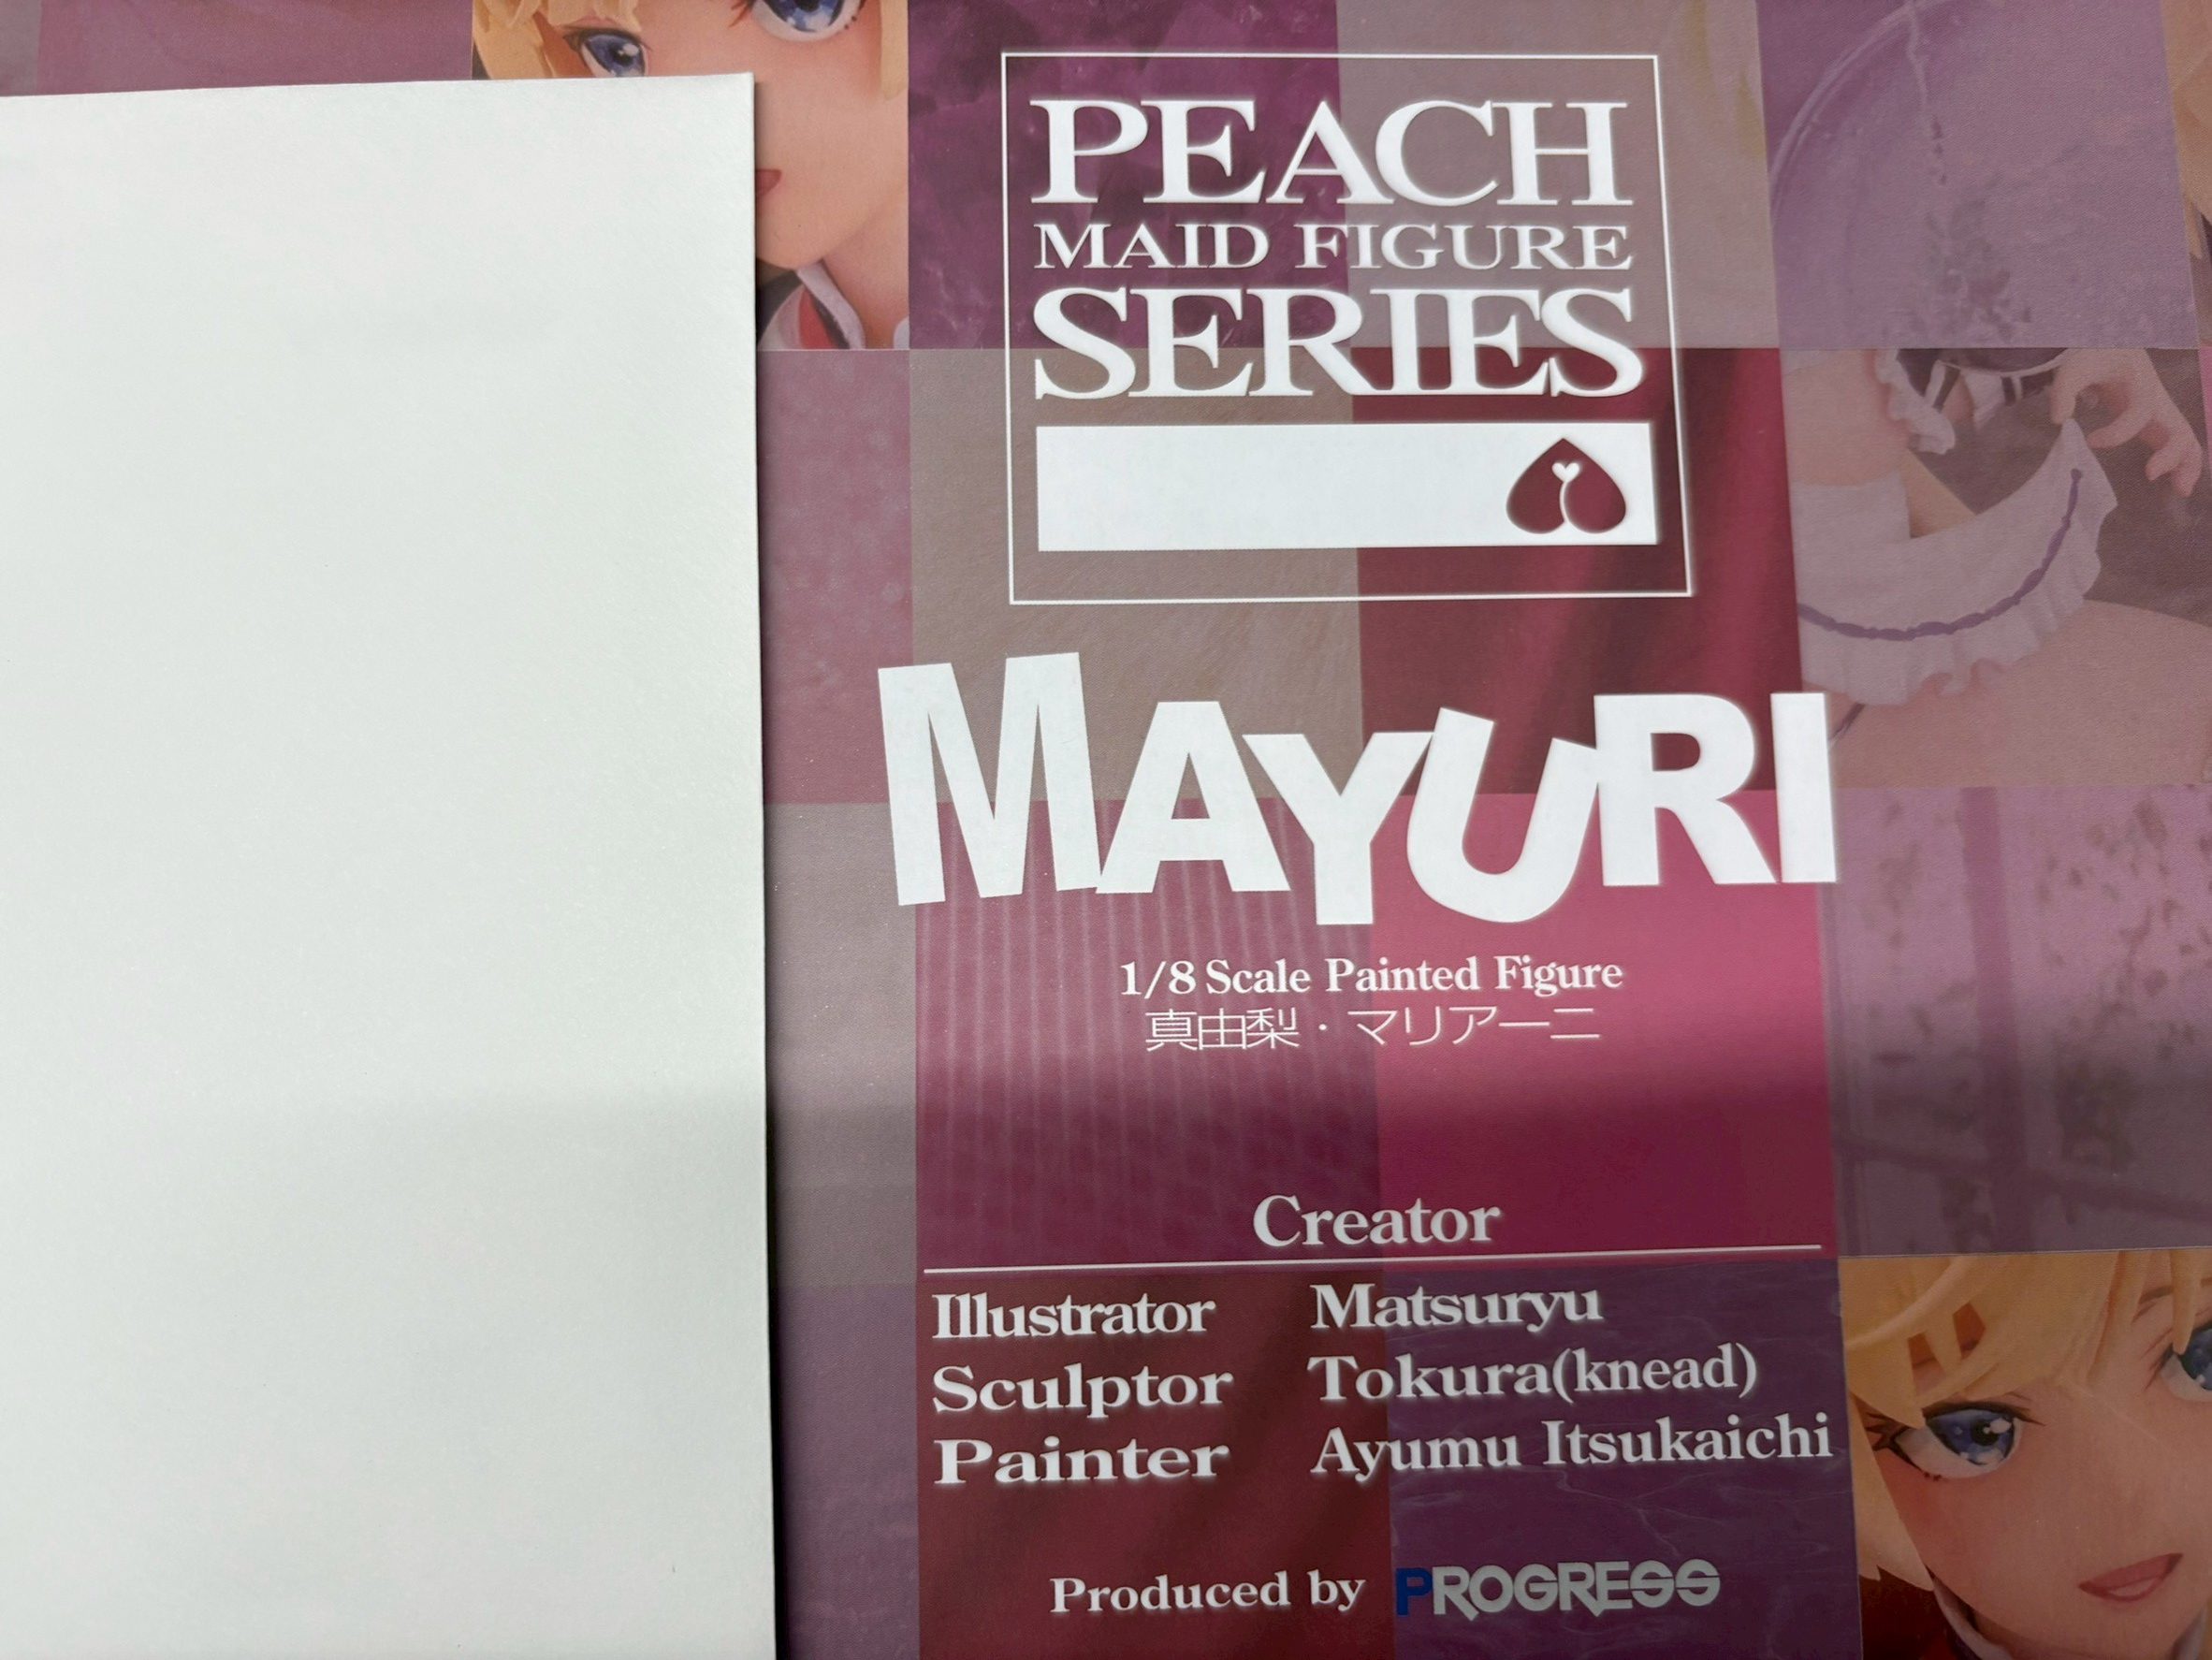 PEACH
MAID FIGURE
SERIES
MAYURI
1/8 Scale Painted Figure
真由梨・マリアーニ
Creator
Illustrator Matsuryu
Sculptor Tokura(knead)
Painter Ayumu Itsukaichi
Produced by PROGRESS